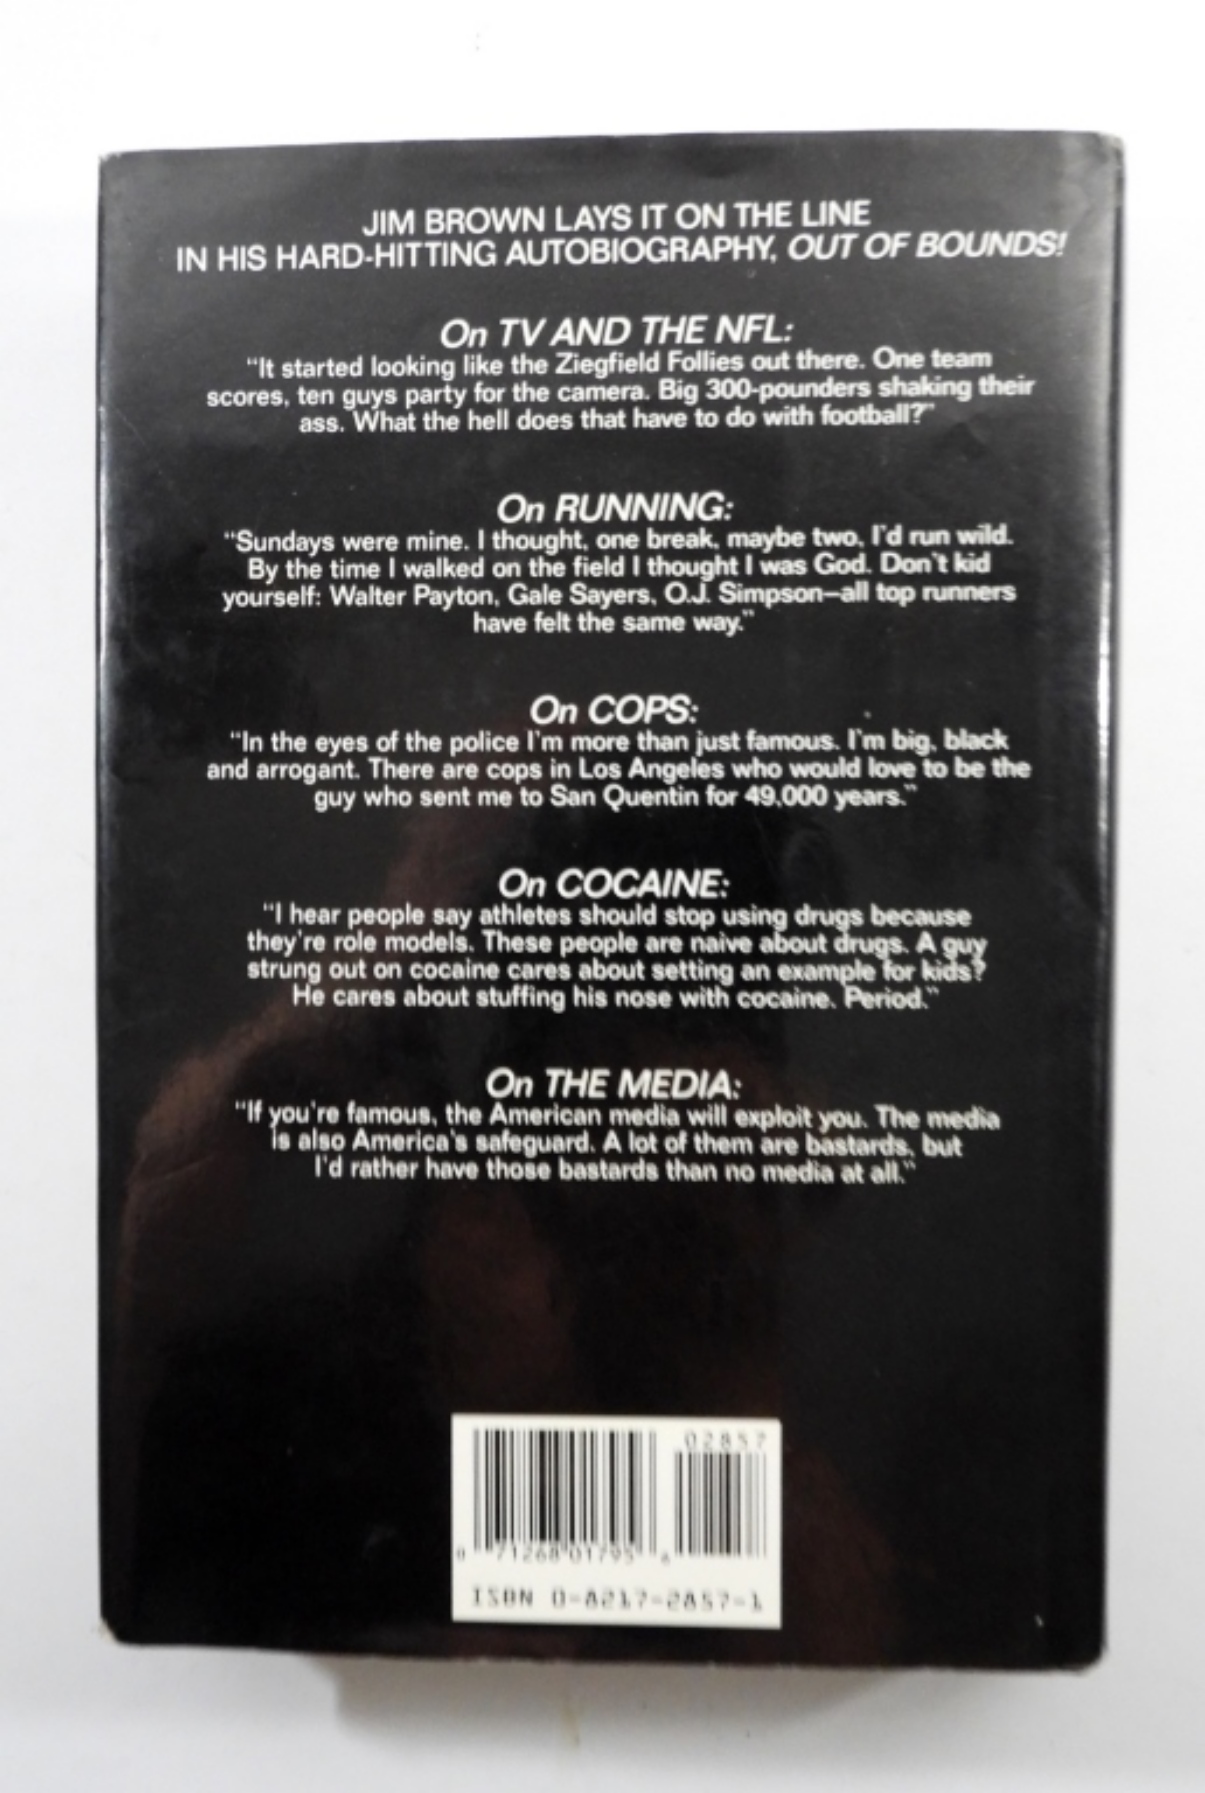 JIM BROWN LAYS IT ON THE LINE
IN HIS HARD-HITTING AUTOBIOGRAPHY, OUT OF BOUNDS!
On TV AND THE NFL:
"It started looking like the Ziegfield Follies out there. One team
scores, ten guys party for the camera. Big 300-pounders shaking their
ass. What the hell does that have to do with football?"
On RUNNING:
"Sundays were mine. I thought, one break, maybe two, I'd run wild.
By the time I walked on the field I thought I was God. Don't kid
yourself: Walter Payton, Gale Sayers, O.J. Simpson—all top runners
have felt the same way."
On COPS:
"In the eyes of the police I'm more than just famous. I'm big, black
and arrogant. There are cops in Los Angeles who would love to be the
guy who sent me to San Quentin for 49,000 years."
On COCAINE:
"I hear people say athletes should stop using drugs because
they're role models. These people are naive about drugs. A guy
strung out on cocaine cares about setting an example for kids?
He cares about stuffing his nose with cocaine. Period."
On THE MEDIA:
"If you're famous, the American media will exploit you. The media
is also America's safeguard. A lot of them are bastards, but
I'd rather have those bastards than no media at all."
02857
0 71268 01795 6
ISBN 0-8217-2857-1